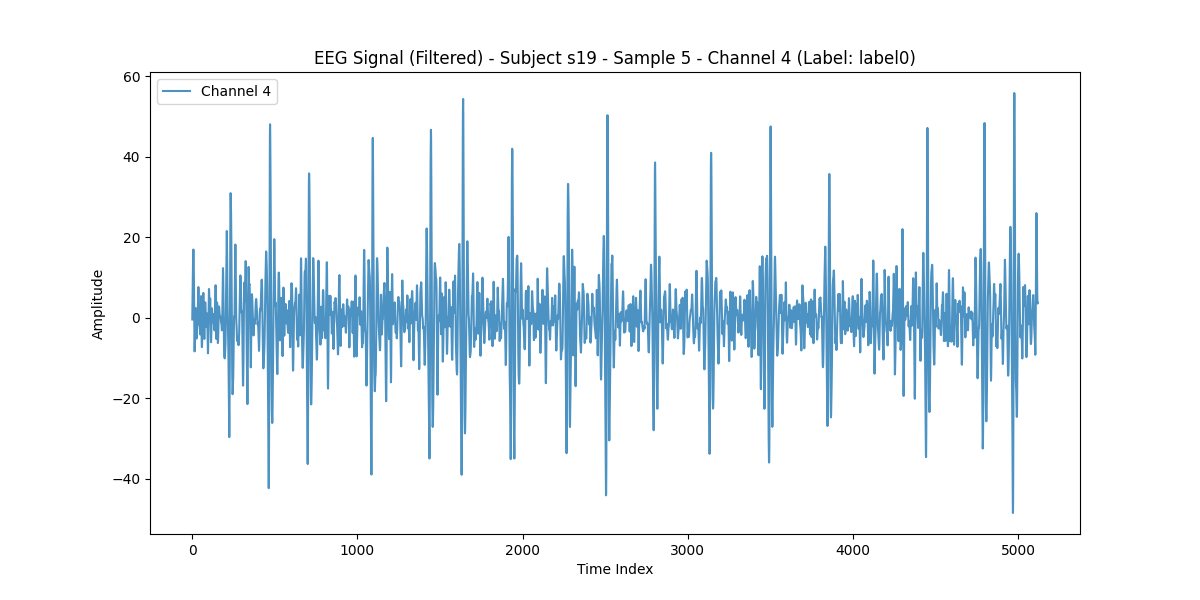 EEG Signal (Filtered) - Subject s19 - Sample 5 - Channel 4 (Label: label0)
Channel 4
60
40
20
0
−20
−40
Amplitude
0 1000 2000 3000 4000 5000
Time Index